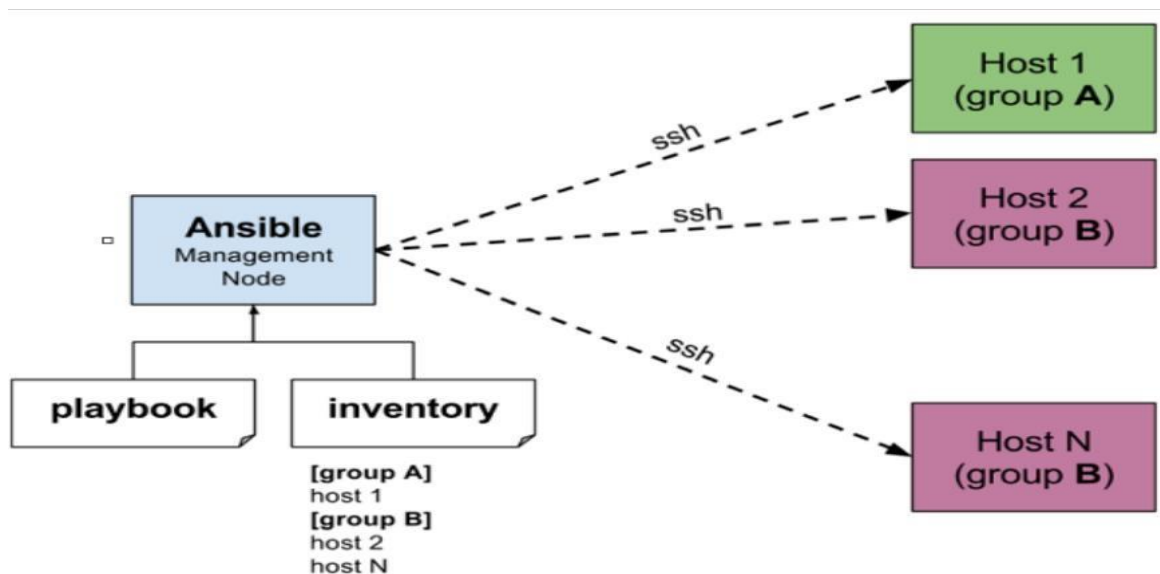 Host 1
(group A)
ssh
Host 2
(group B)
ssh
Ansible
Management
Node
ssh
playbook
inventory
Host N
(group B)
[group A]
host 1
[group B]
host 2
host N